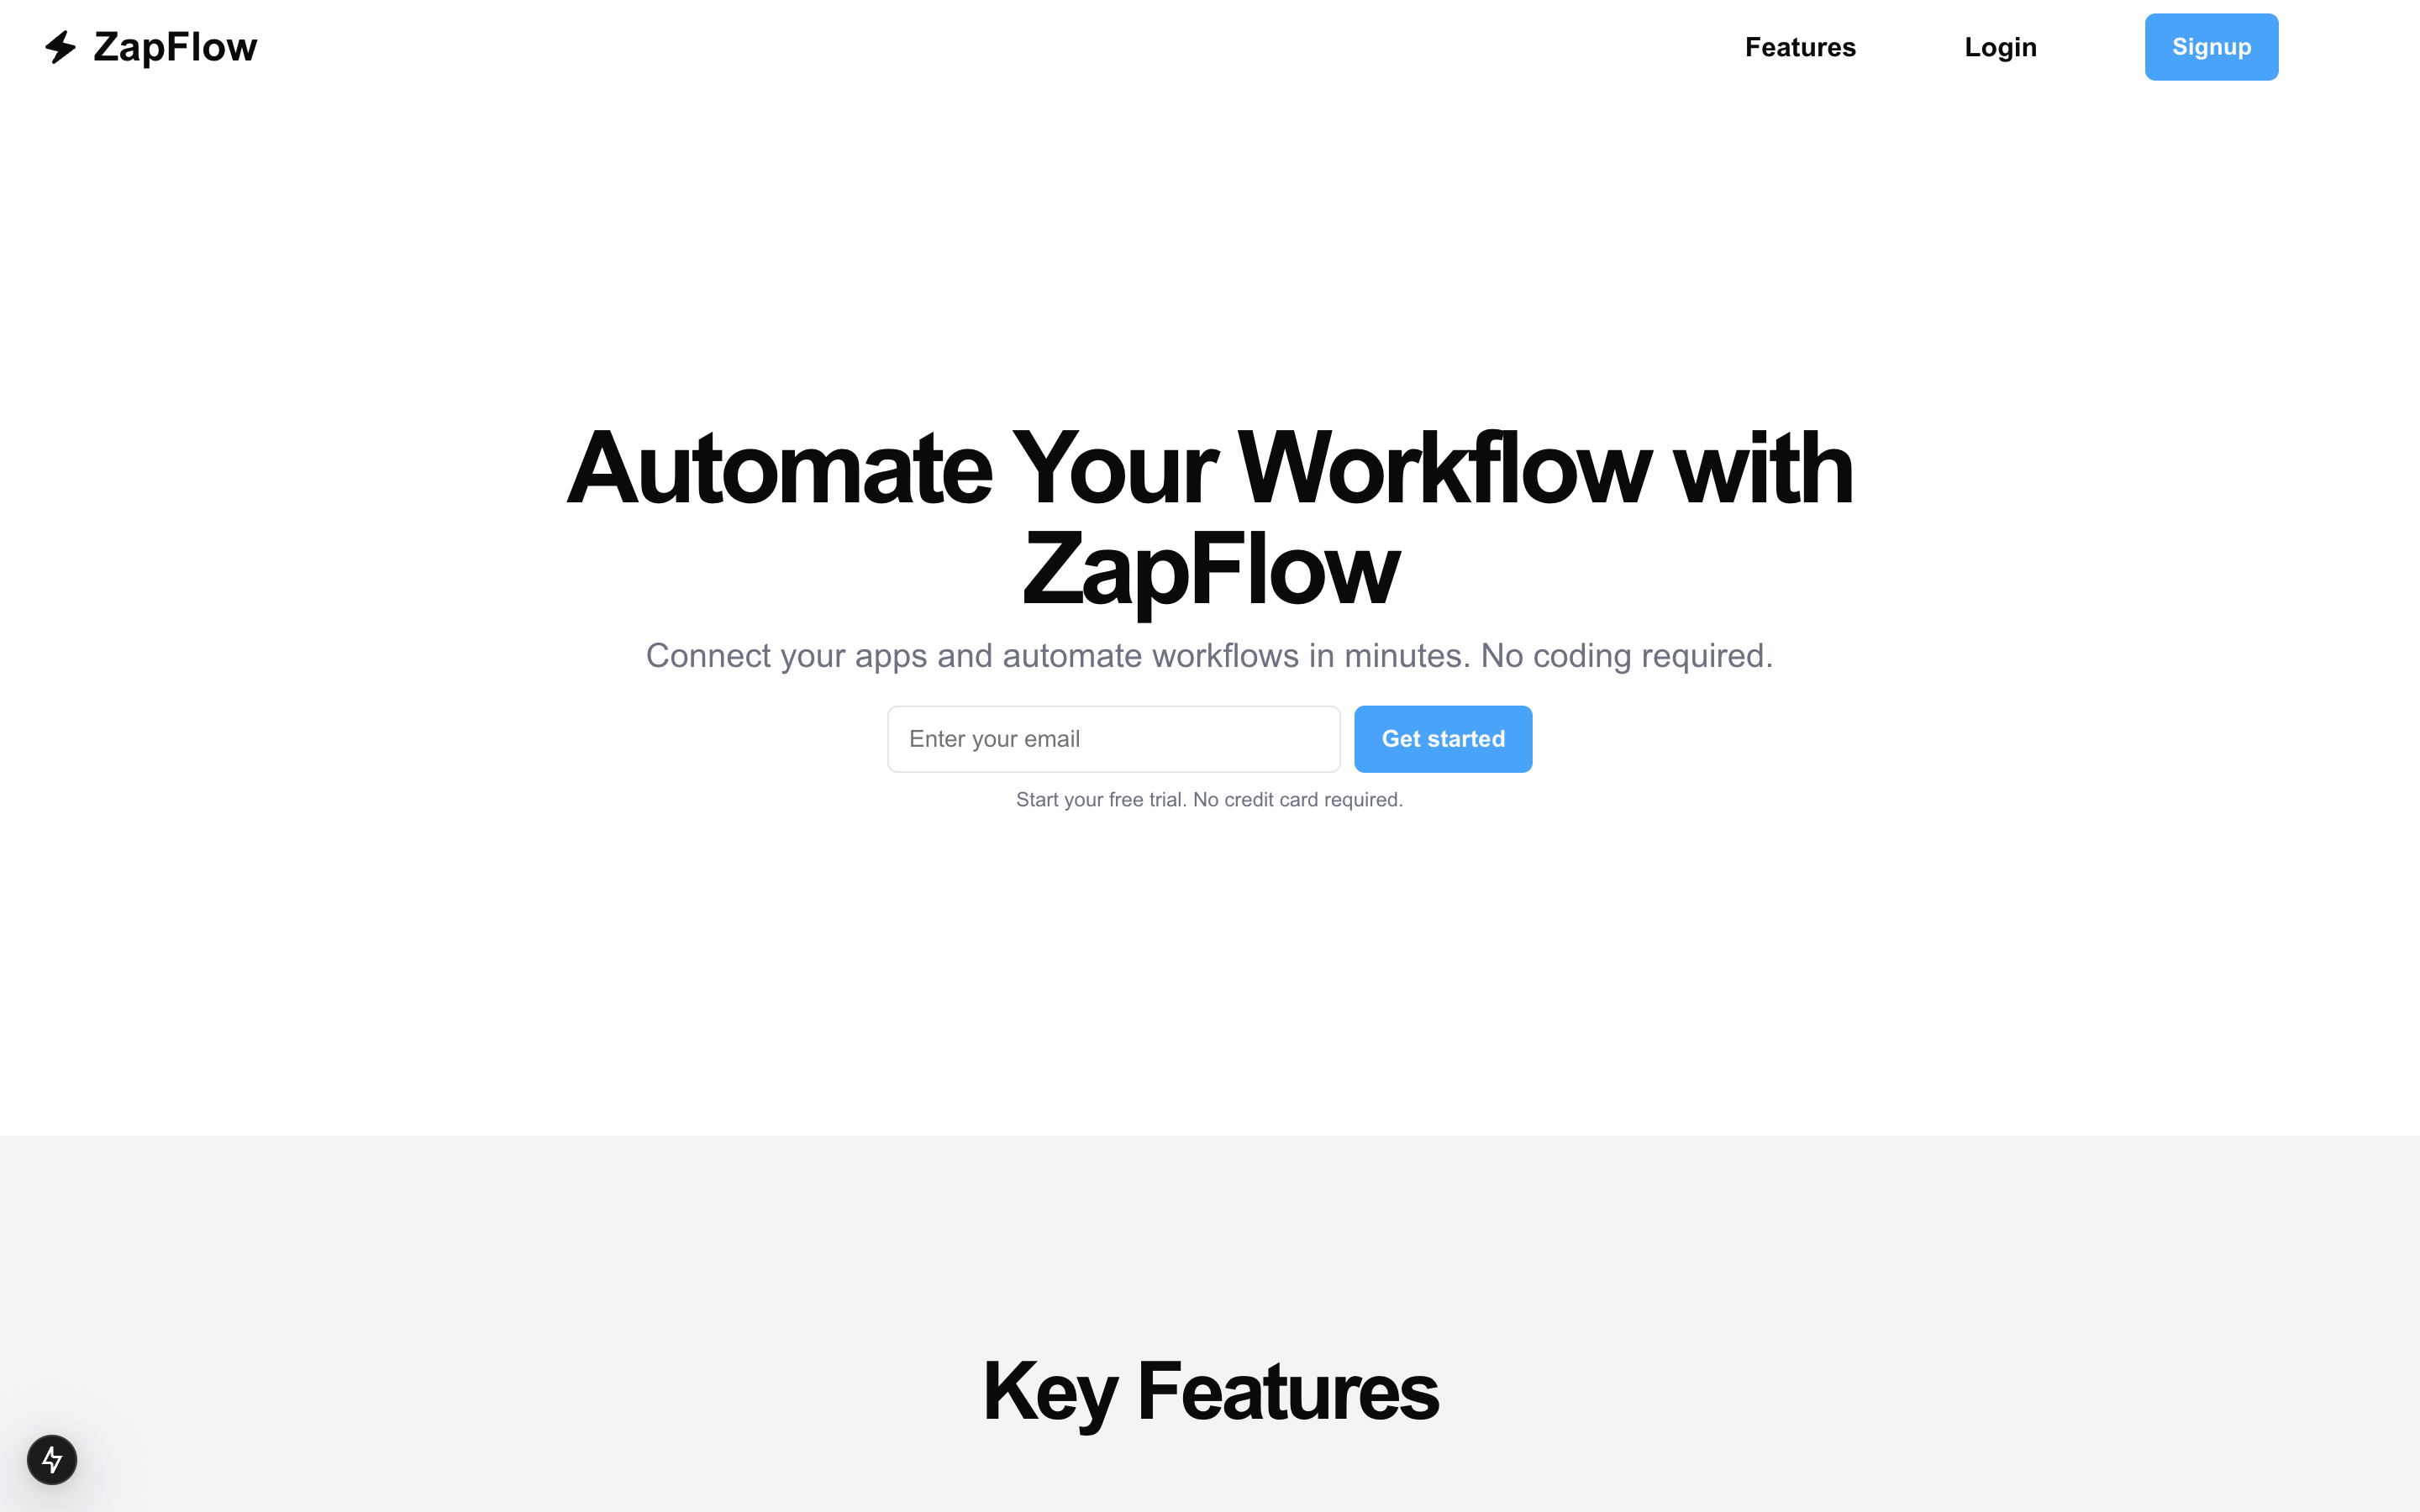 ZapFlow
Features
Login
Signup
Automate Your Workflow with
ZapFlow
Connect your apps and automate workflows in minutes. No coding required.
Enter your email
Get started
Start your free trial. No credit card required.
Key Features